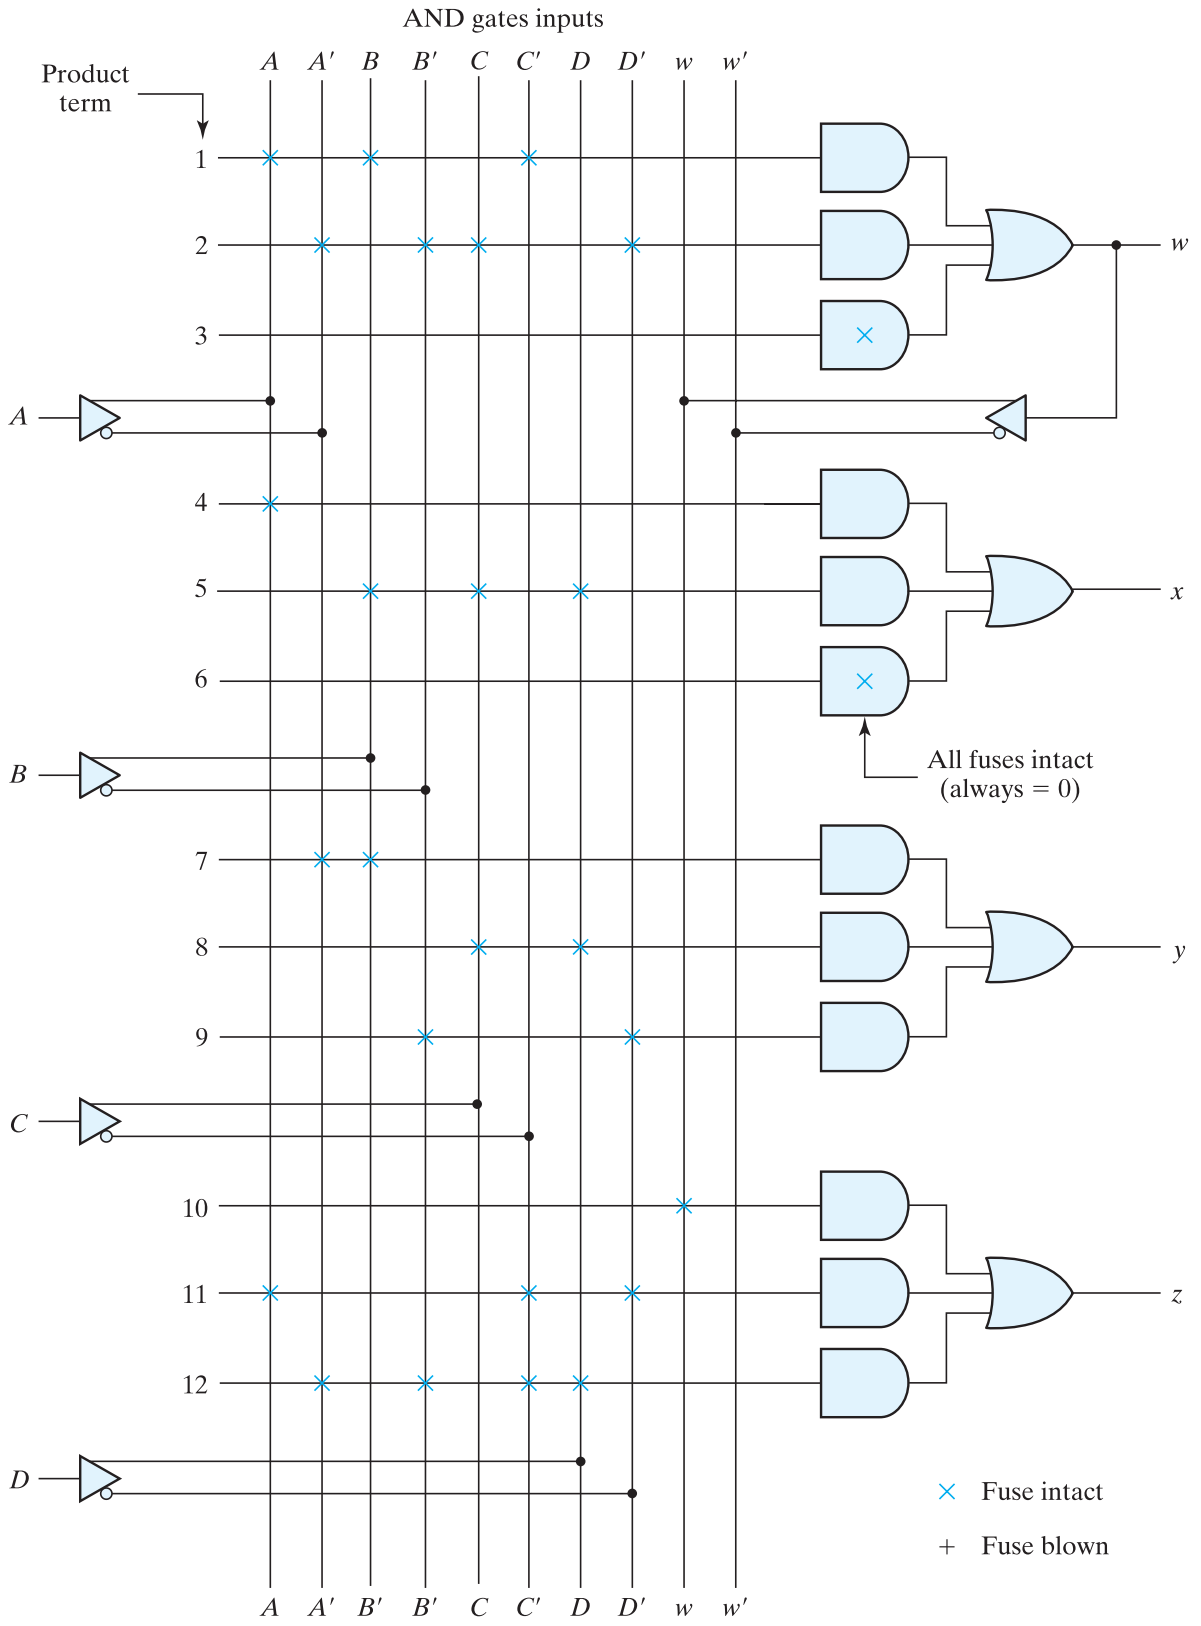 AND gates inputs
A A′ B B′ C C′ D D′ w w′
Product
term
1
2
w
3
A
4
5
x
6
All fuses intact
(always = 0)
B
7
8
y
9
C
10
11
z
12
D
× Fuse intact
+ Fuse blown
A A′ B′ B′ C C′ D D′ w w′